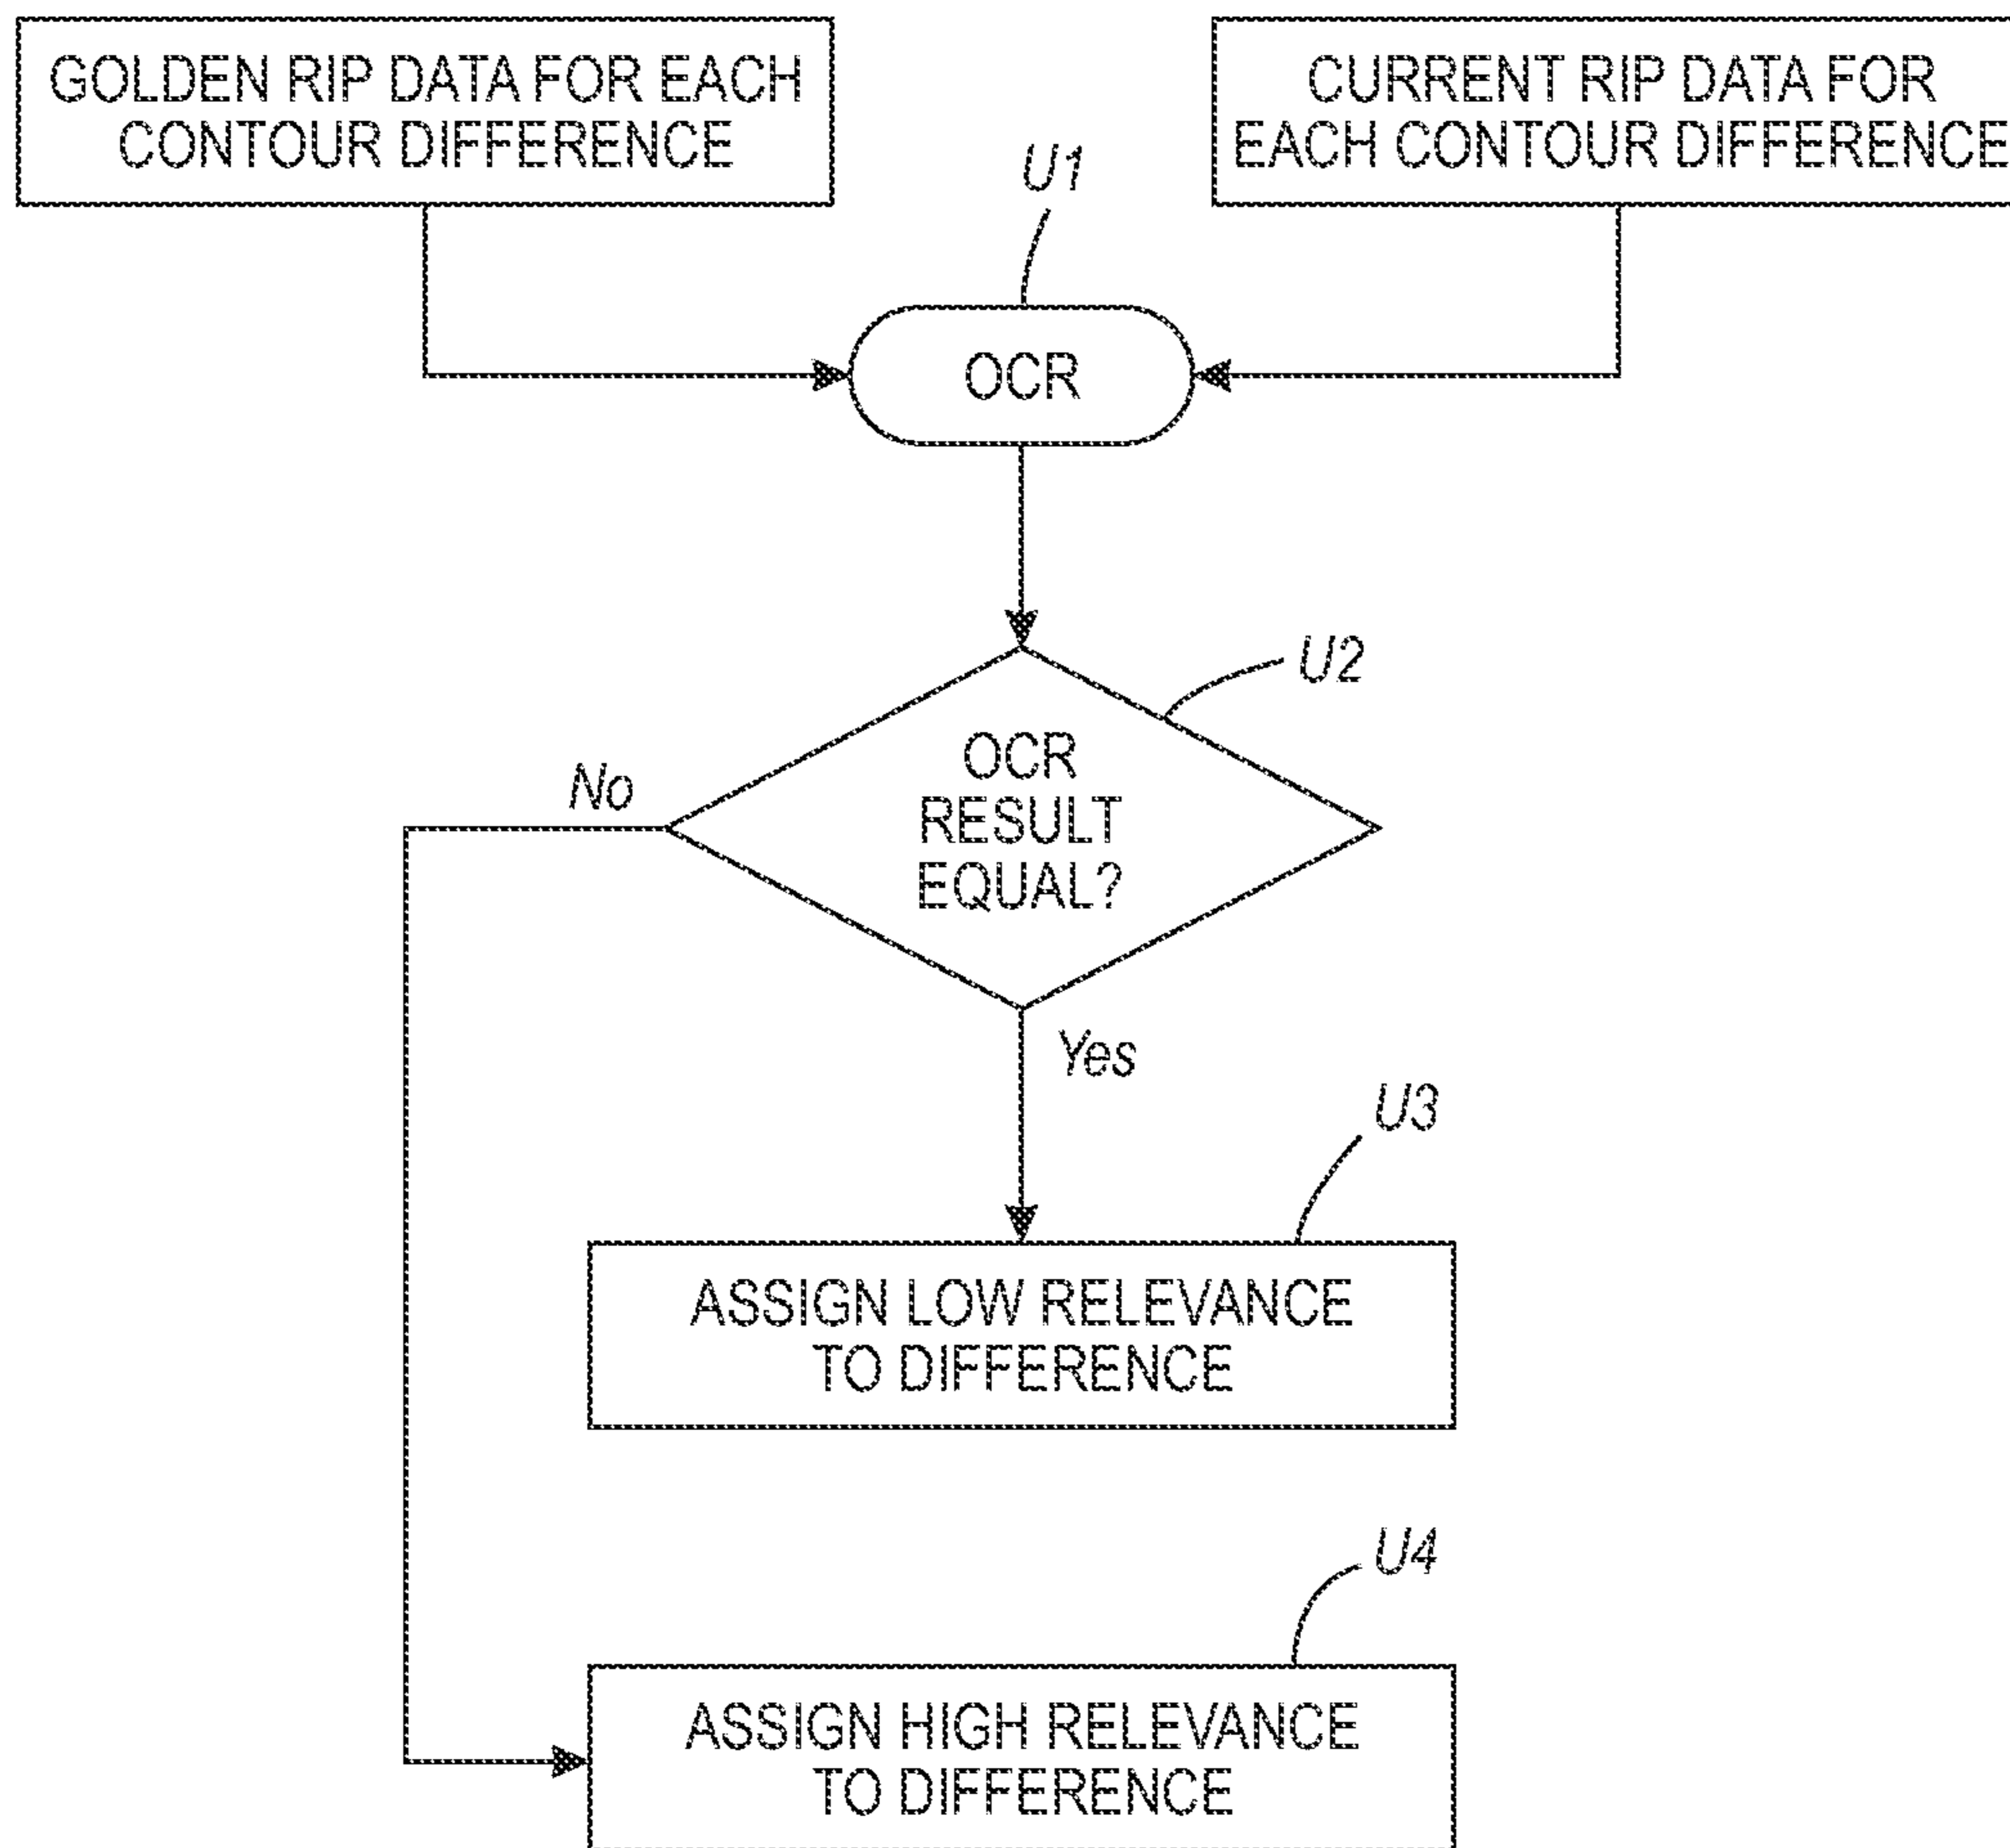 GOLDEN RIP DATA FOR EACH
CONTOUR DIFFERENCE
CURRENT RIP DATA FOR
EACH CONTOUR DIFFERENCE
U1
OCR
U2
OCR
RESULT
EQUAL?
No
Yes
U3
ASSIGN LOW RELEVANCE
TO DIFFERENCE
U4
ASSIGN HIGH RELEVANCE
TO DIFFERENCE